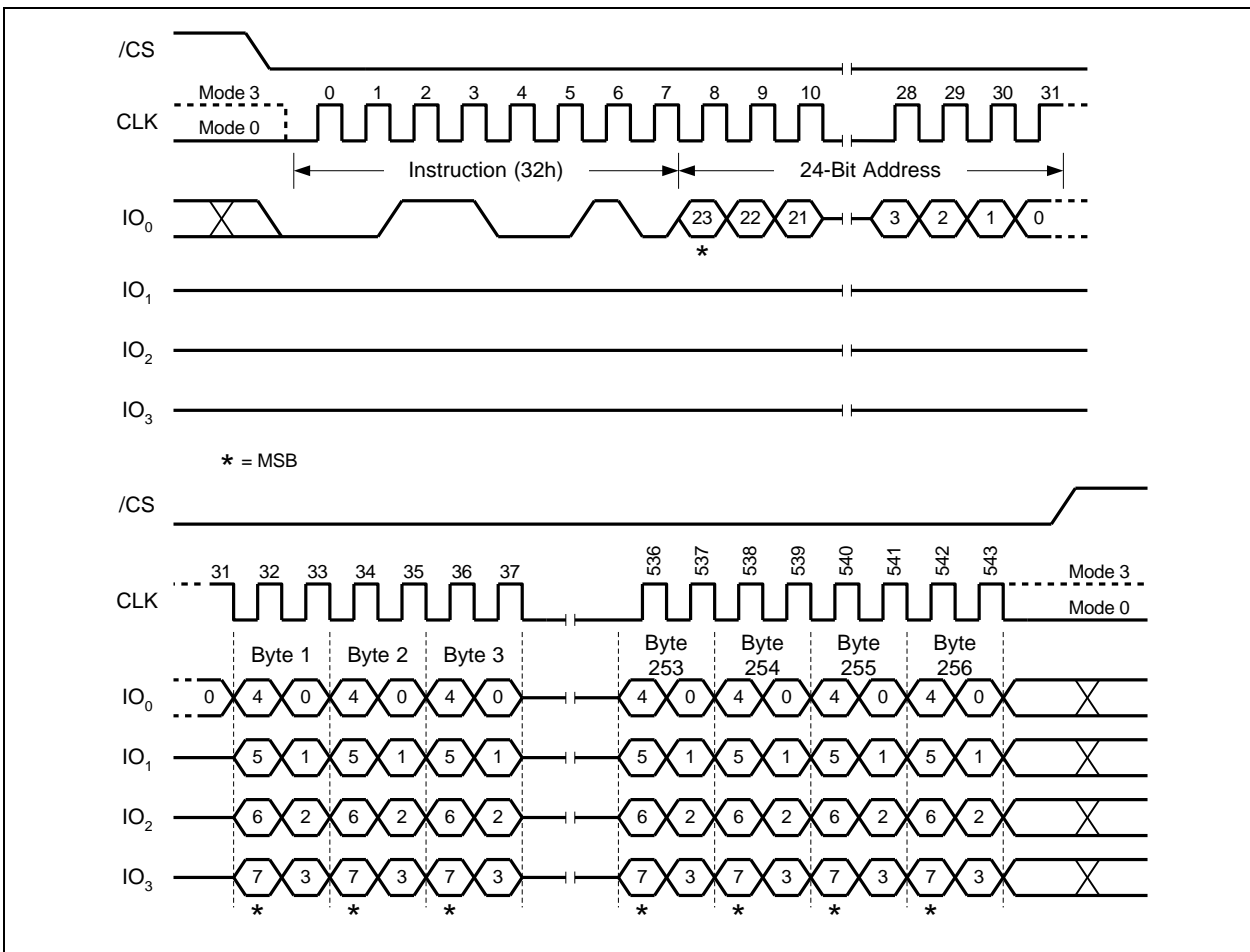 /CS
Mode 3 0 1 2 3 4 5 6 7 8 9 10 28 29 30 31
CLK
Mode 0
Instruction (32h) 24-Bit Address
IO0 23 22 21 3 2 1 0
*
IO1
IO2
IO3
* = MSB
/CS
31 32 33 34 35 36 37 536 537 538 539 540 541 542 543
Mode 3
CLK
Mode 0
Byte 1 Byte 2 Byte 3 Byte 253 Byte 254 Byte 255 Byte 256
IO0 0 4 0 4 0 4 0 4 0 4 0 4 0 4 0
IO1 5 1 5 1 5 1 5 1 5 1 5 1 5 1
IO2 6 2 6 2 6 2 6 2 6 2 6 2 6 2
IO3 7 3 7 3 7 3 7 3 7 3 7 3 7 3
* * * * * * *